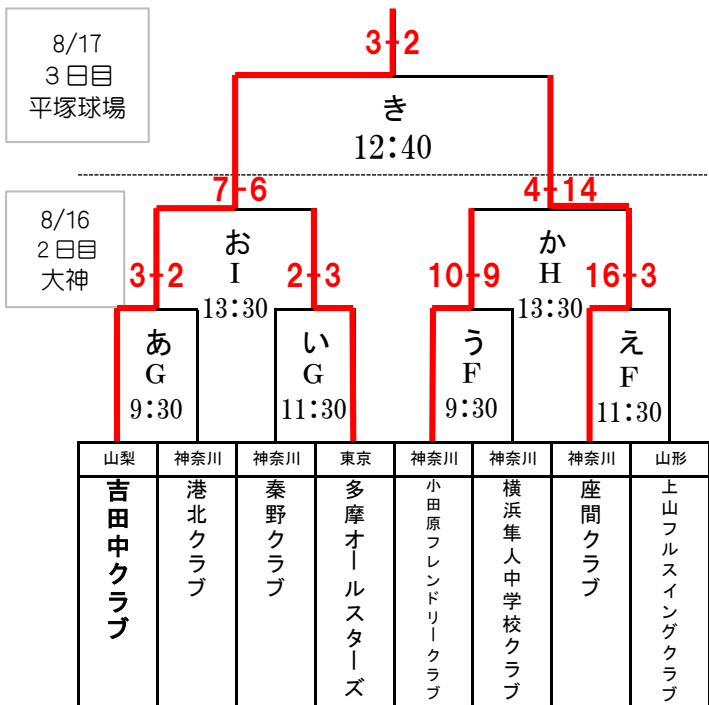 8/17
3日目
平塚球場
3-2
き
12:40
8/16
2日目
大神
7-6
4-14
お
I
13:30
か
H
13:30
3-2
2-3
10-9
16-3
あ
G
9:30
い
G
11:30
う
F
9:30
え
F
11:30
山梨
神奈川
神奈川
東京
神奈川
神奈川
神奈川
山形
吉田中クラブ
港北クラブ
秦野クラブ
多摩オールスターズ
小田原フレンドリークラブ
横浜隼人中学校クラブ
座間クラブ
上山フルスイングクラブ